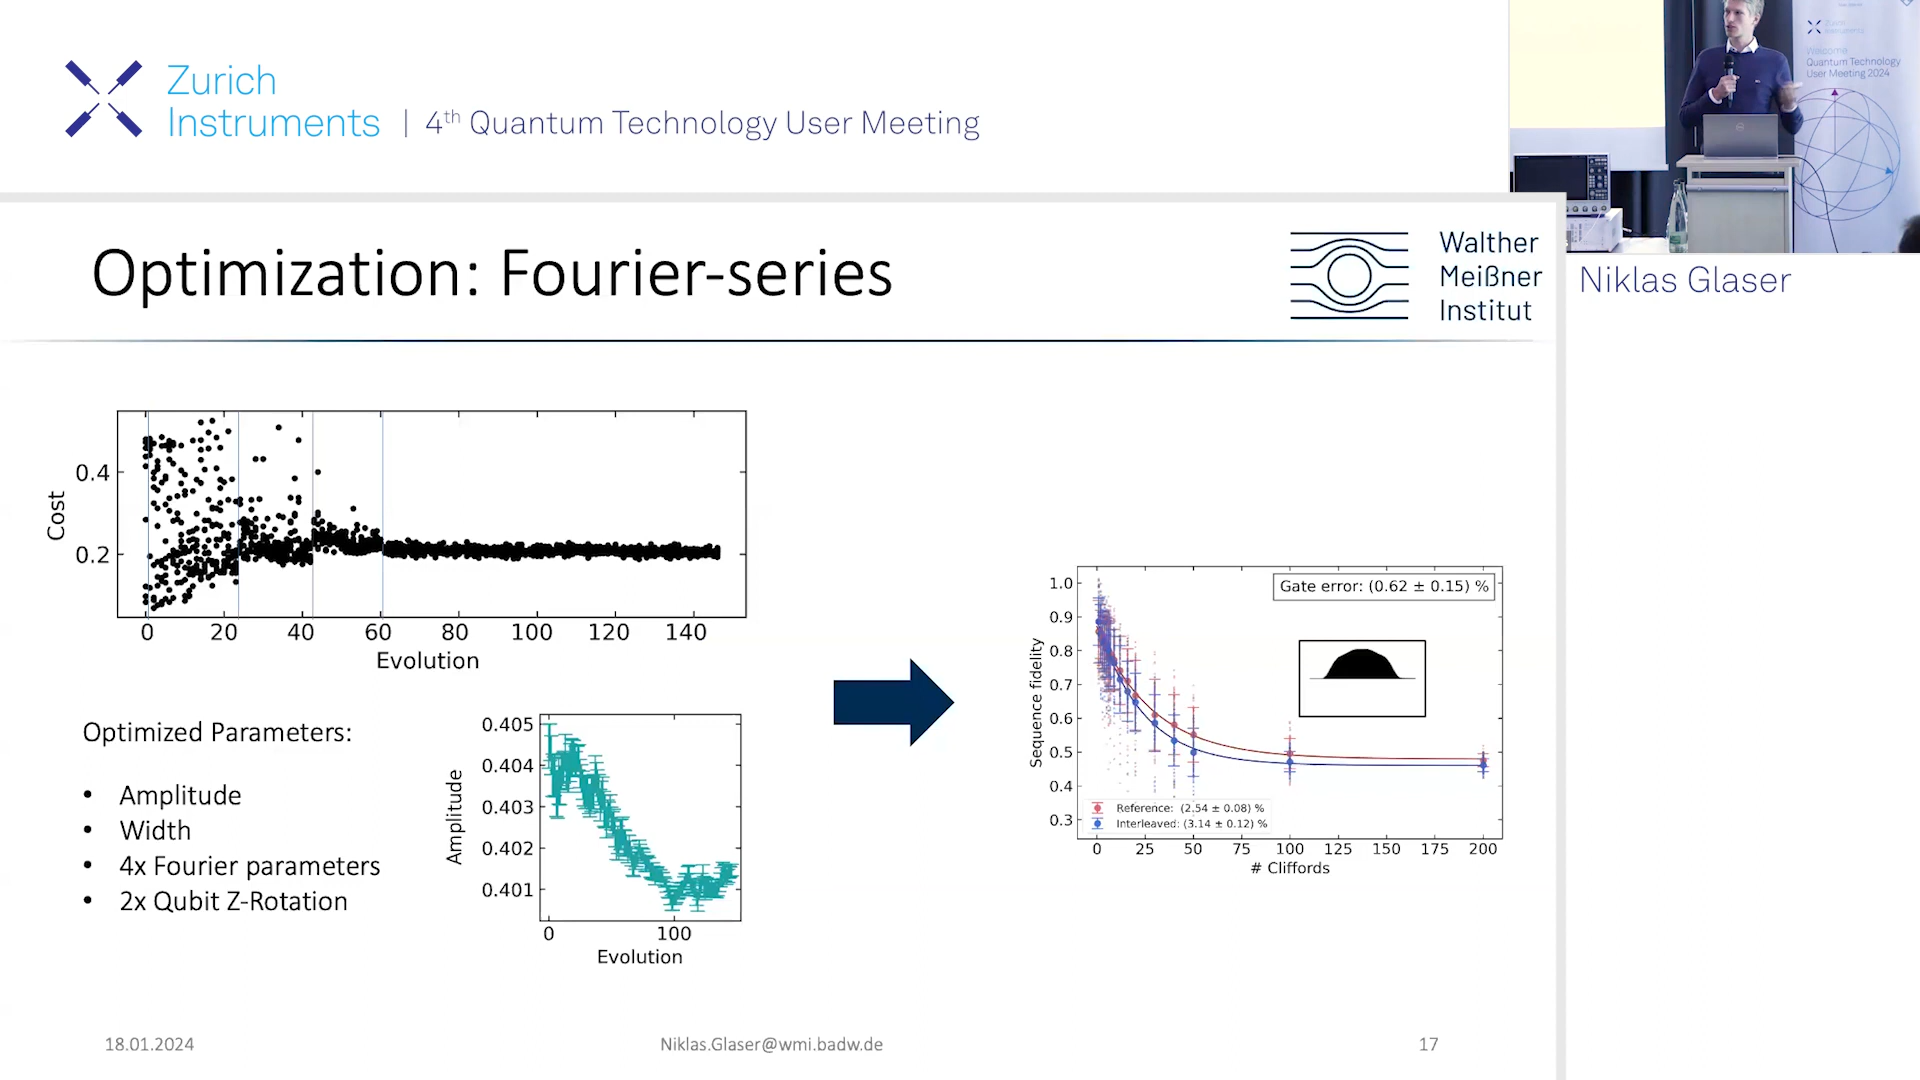 Zurich
Instruments | 4th Quantum Technology User Meeting
Welcome
Quantum Technology
User Meeting 2024
Optimization: Fourier-series
Walther
Meißner
Institut
Niklas Glaser
Cost
0.4
0.2
0 20 40 60 80 100 120 140
Evolution
Optimized Parameters:
• Amplitude
• Width
• 4x Fourier parameters
• 2x Qubit Z-Rotation
Amplitude
0.405
0.404
0.403
0.402
0.401
0 100
Evolution
Sequence fidelity
1.0
0.9
0.8
0.7
0.6
0.5
0.4
0.3
Gate error: (0.62 ± 0.15) %
Reference: (2.54 ± 0.08) %
Interleaved: (3.14 ± 0.12) %
0 25 50 75 100 125 150 175 200
# Cliffords
18.01.2024
Niklas.Glaser@wmi.badw.de
17